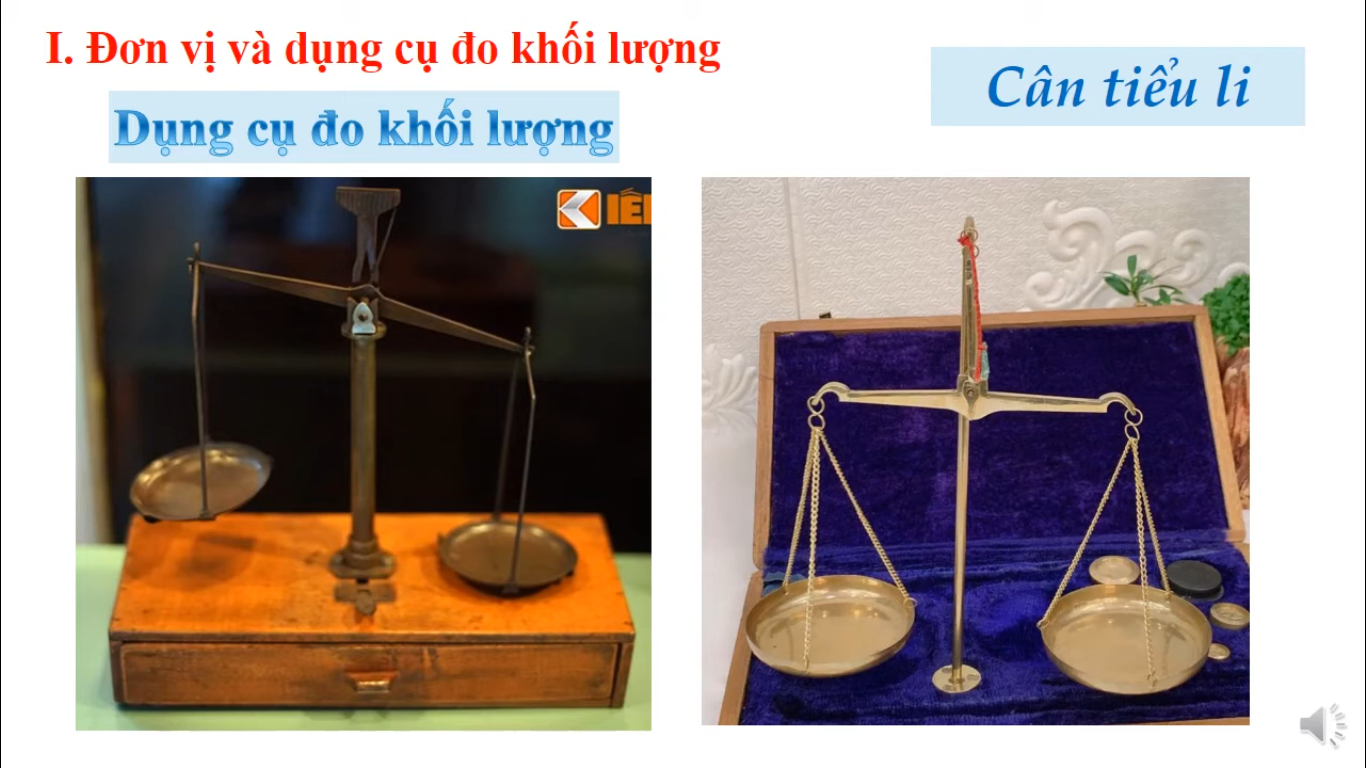 I. Đơn vị và dụng cụ đo khối lượng
Cân tiểu li
Dụng cụ đo khối lượng